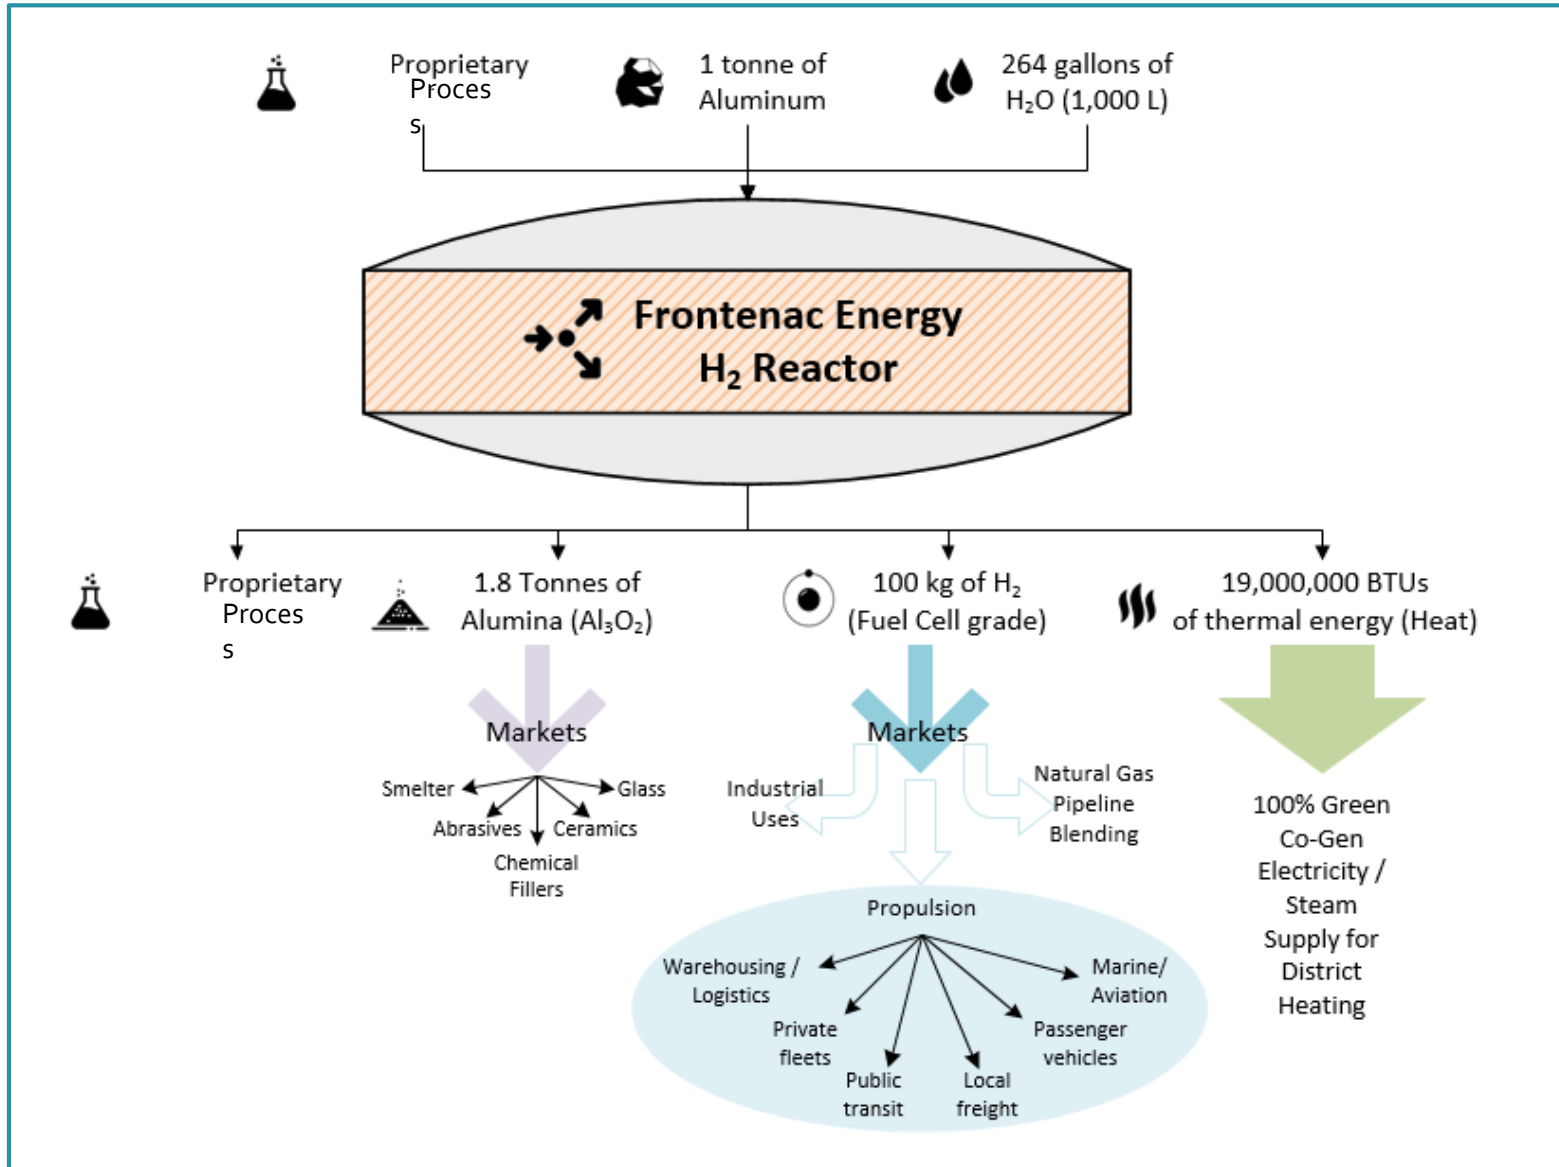 Proprietary
Proces
s
1 tonne of
Aluminum
264 gallons of
H₂O (1,000 L)
Frontenac Energy
H₂ Reactor
Proprietary
Proces
s
1.8 Tonnes of
Alumina (Al₃O₂)
100 kg of H₂
(Fuel Cell grade)
19,000,000 BTUs
of thermal energy (Heat)
Markets
Smelter
Abrasives
Chemical
Fillers
Ceramics
Glass
Markets
Industrial
Uses
Natural Gas
Pipeline
Blending
Propulsion
Warehousing /
Logistics
Private
fleets
Public
transit
Local
freight
Passenger
vehicles
Marine/
Aviation
100% Green
Co-Gen
Electricity /
Steam
Supply for
District
Heating